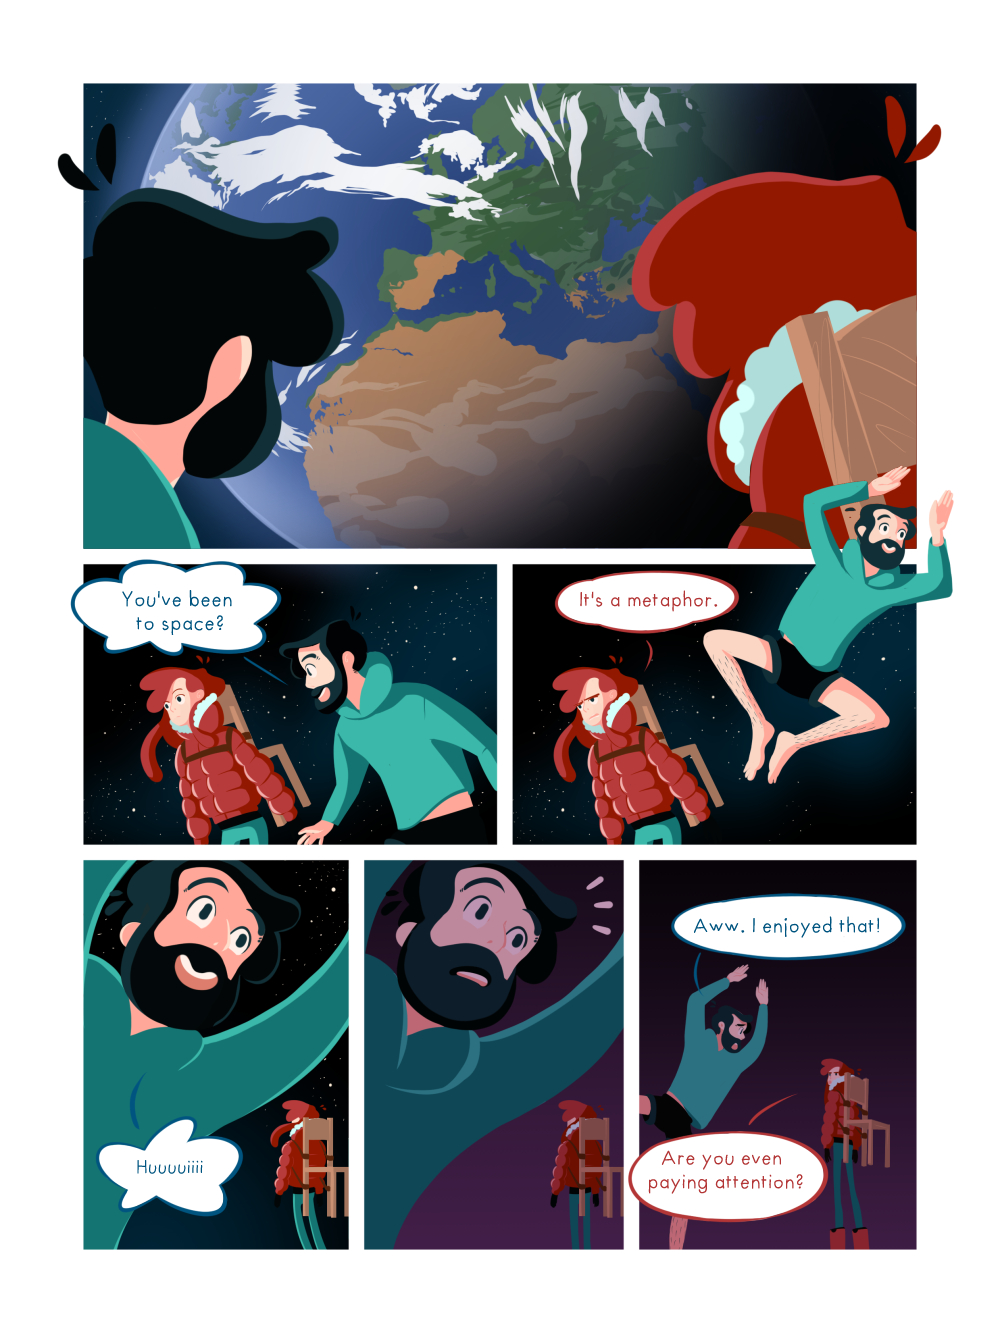 You've been
to space?
It's a metaphor.
Huuuuiiii
Aww. I enjoyed that!
Are you even
paying attention?